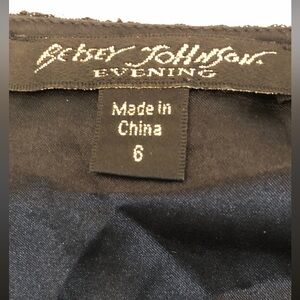 BETSEY JOHNSON.
EVENING
Made in
China
6